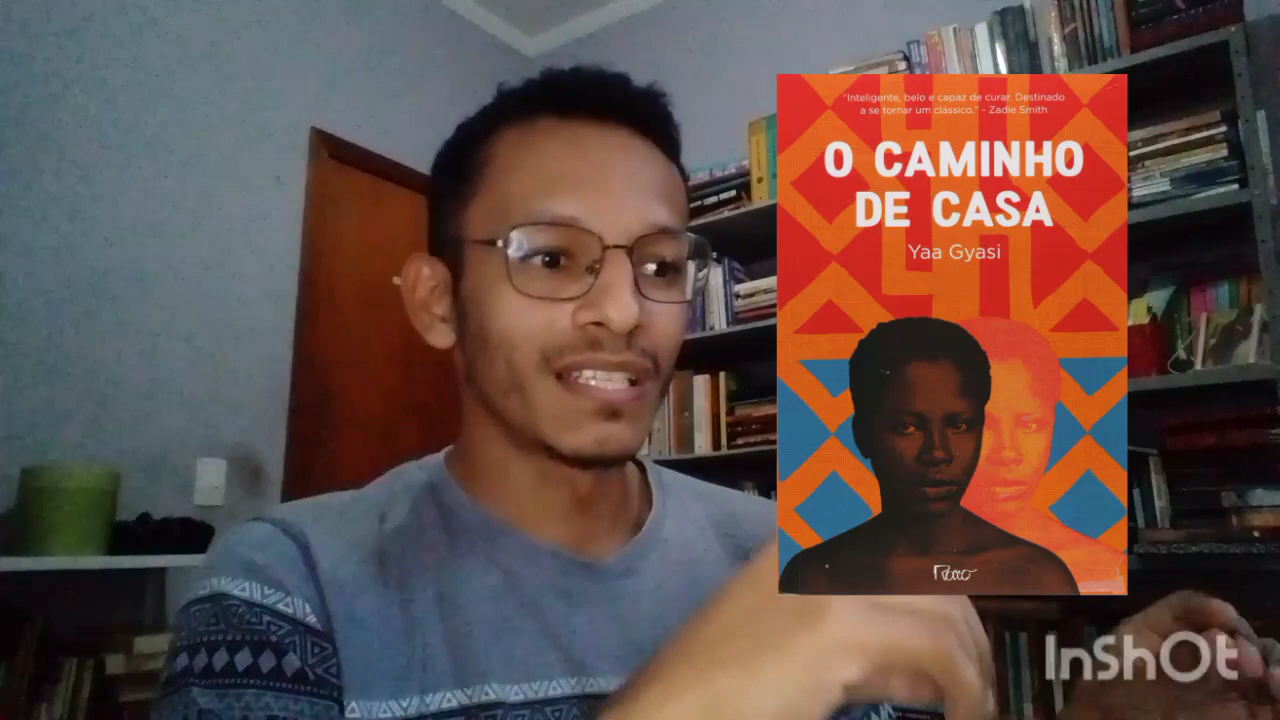 "Inteligente, belo e capaz de curar. Destinado
a se tornar um clássico." - Zadie Smith
O CAMINHO
DE CASA
Yaa Gyasi
Rocco
InShOt